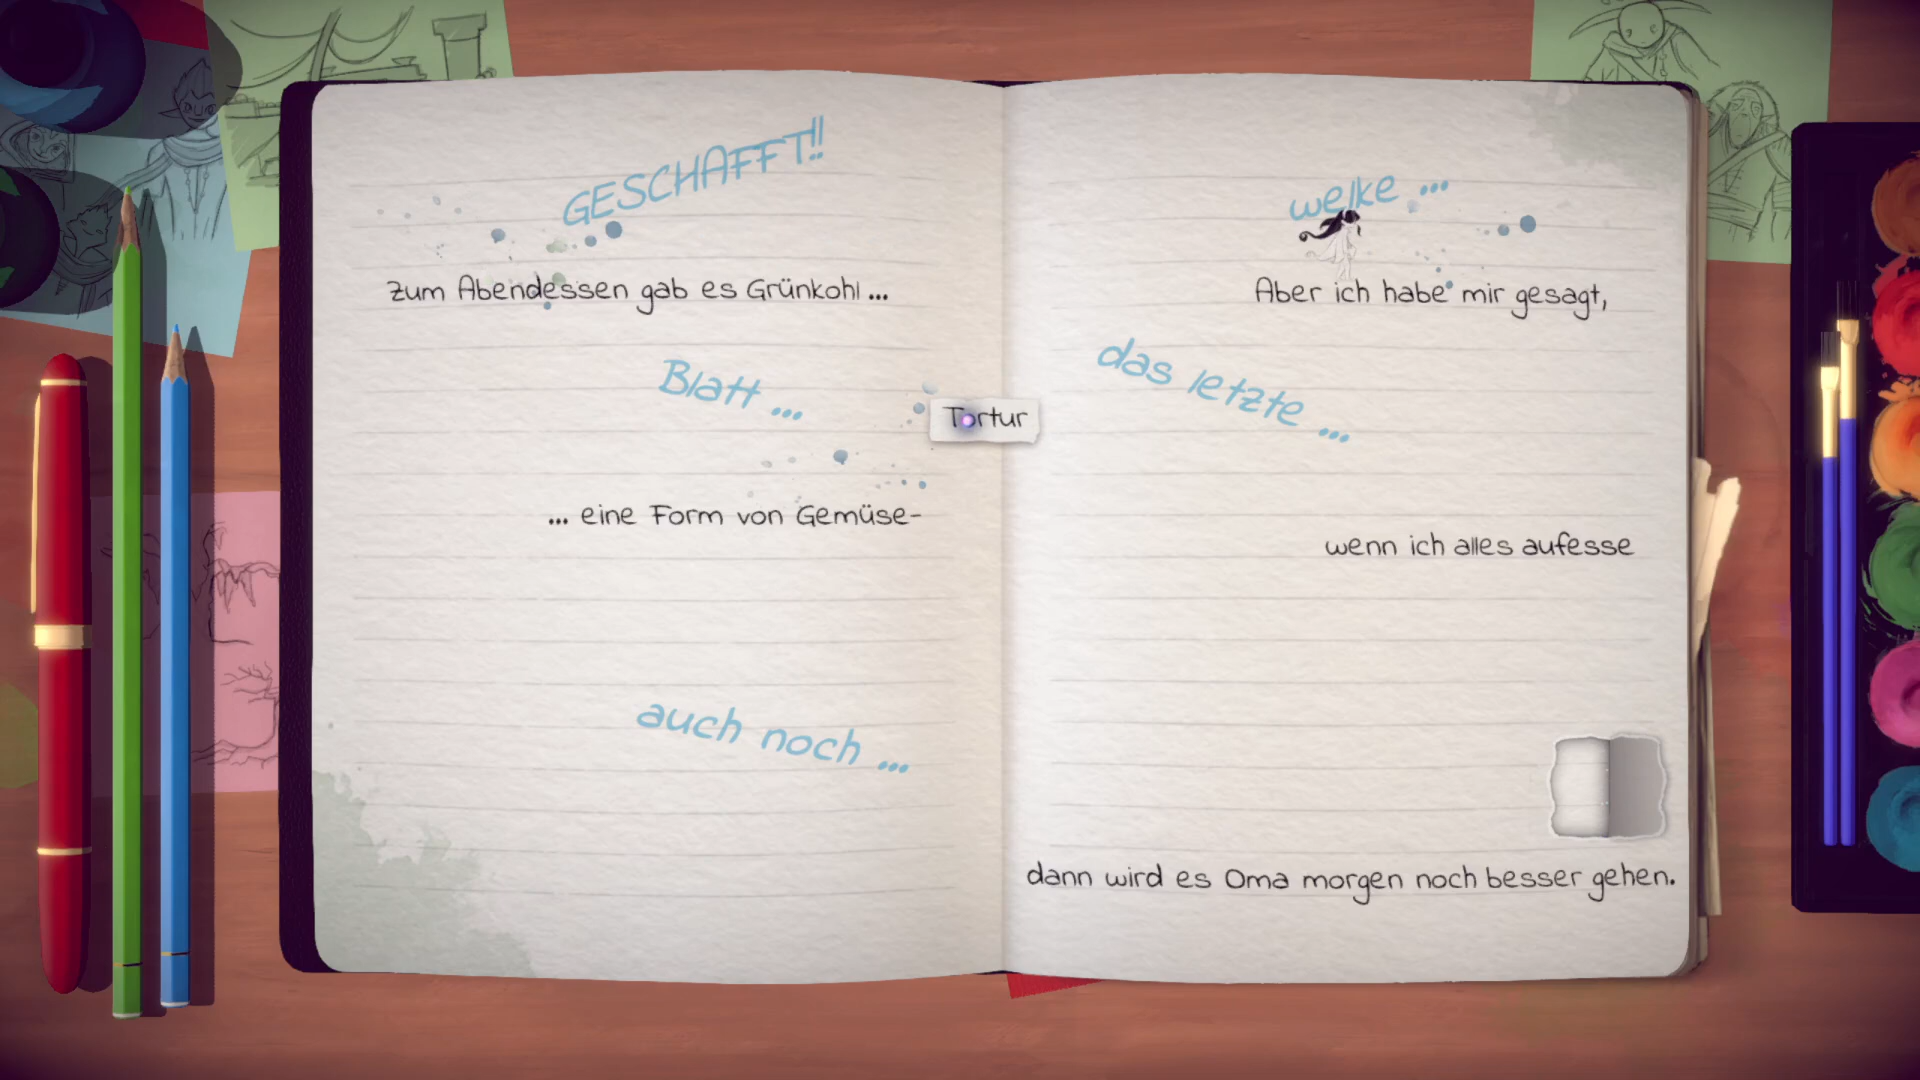 GESCHAFFT!!
zum Abendessen gab es Grünkohl ...
Blatt ...
Tortur
... eine Form von Gemüse-
auch noch ...
welke ...
Aber ich habe mir gesagt,
das letzte ...
wenn ich alles aufesse
dann wird es Oma morgen noch besser gehen.